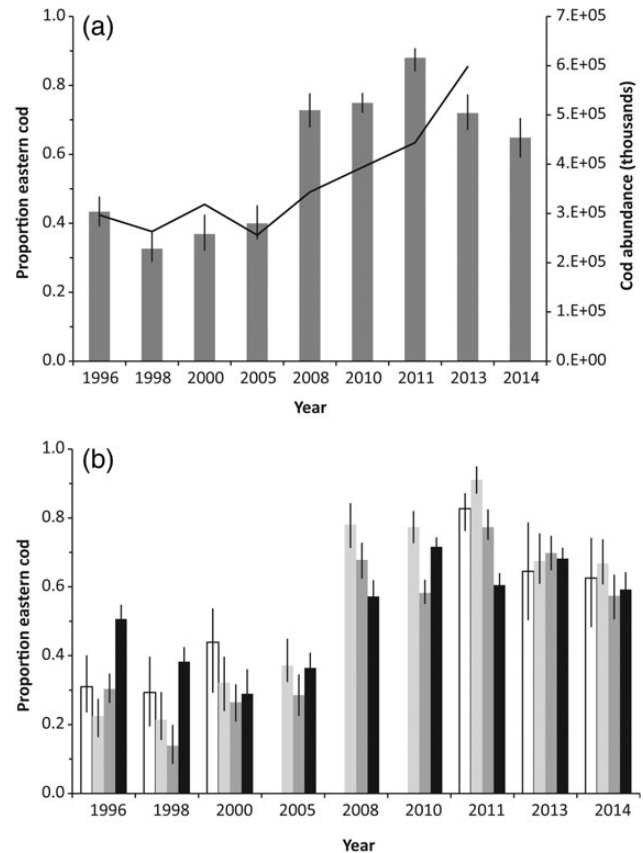 (a)
1.0
0.8
0.6
0.4
0.2
0.0
Proportion eastern cod
7.E+05
6.E+05
5.E+05
4.E+05
3.E+05
2.E+05
1.E+05
0.E+00
Cod abundance (thousands)
1996 1998 2000 2005 2008 2010 2011 2013 2014
Year
(b)
1.0
0.8
0.6
0.4
0.2
0.0
Proportion eastern cod
1996 1998 2000 2005 2008 2010 2011 2013 2014
Year